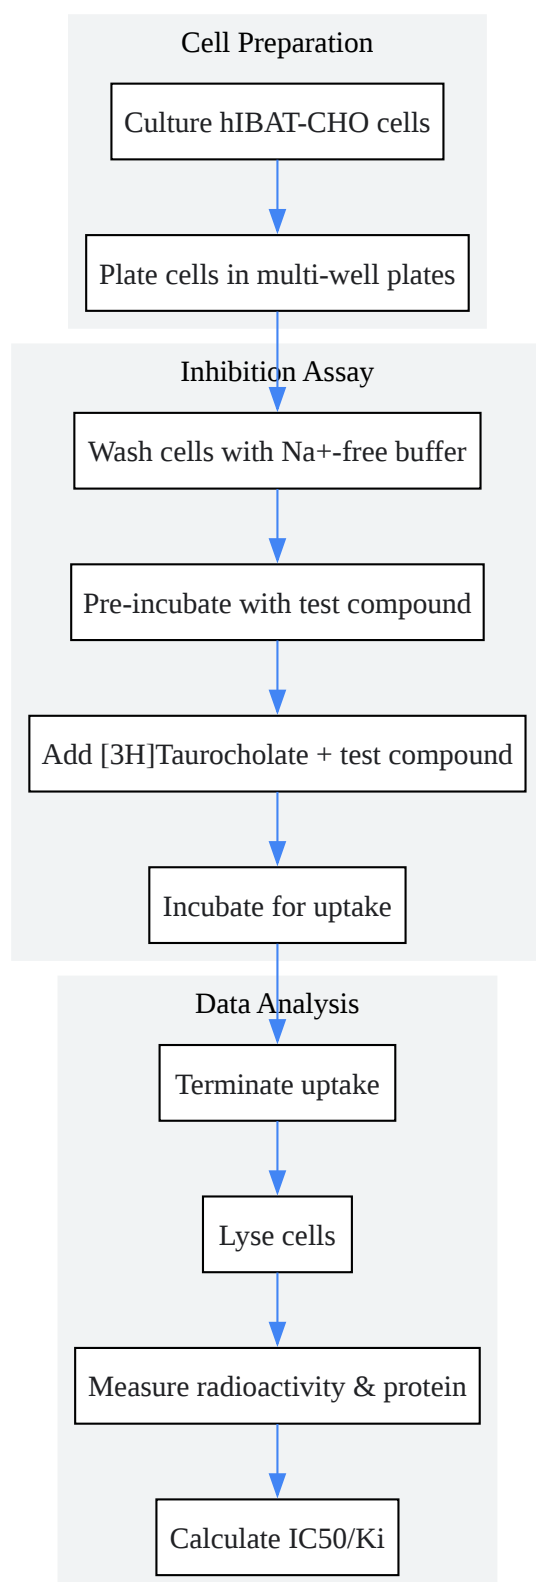 Cell Preparation
Culture hIBAT-CHO cells
Plate cells in multi-well plates
Inhibition Assay
Wash cells with Na+-free buffer
Pre-incubate with test compound
Add [3H]Taurocholate + test compound
Incubate for uptake
Data Analysis
Terminate uptake
Lyse cells
Measure radioactivity & protein
Calculate IC50/Ki